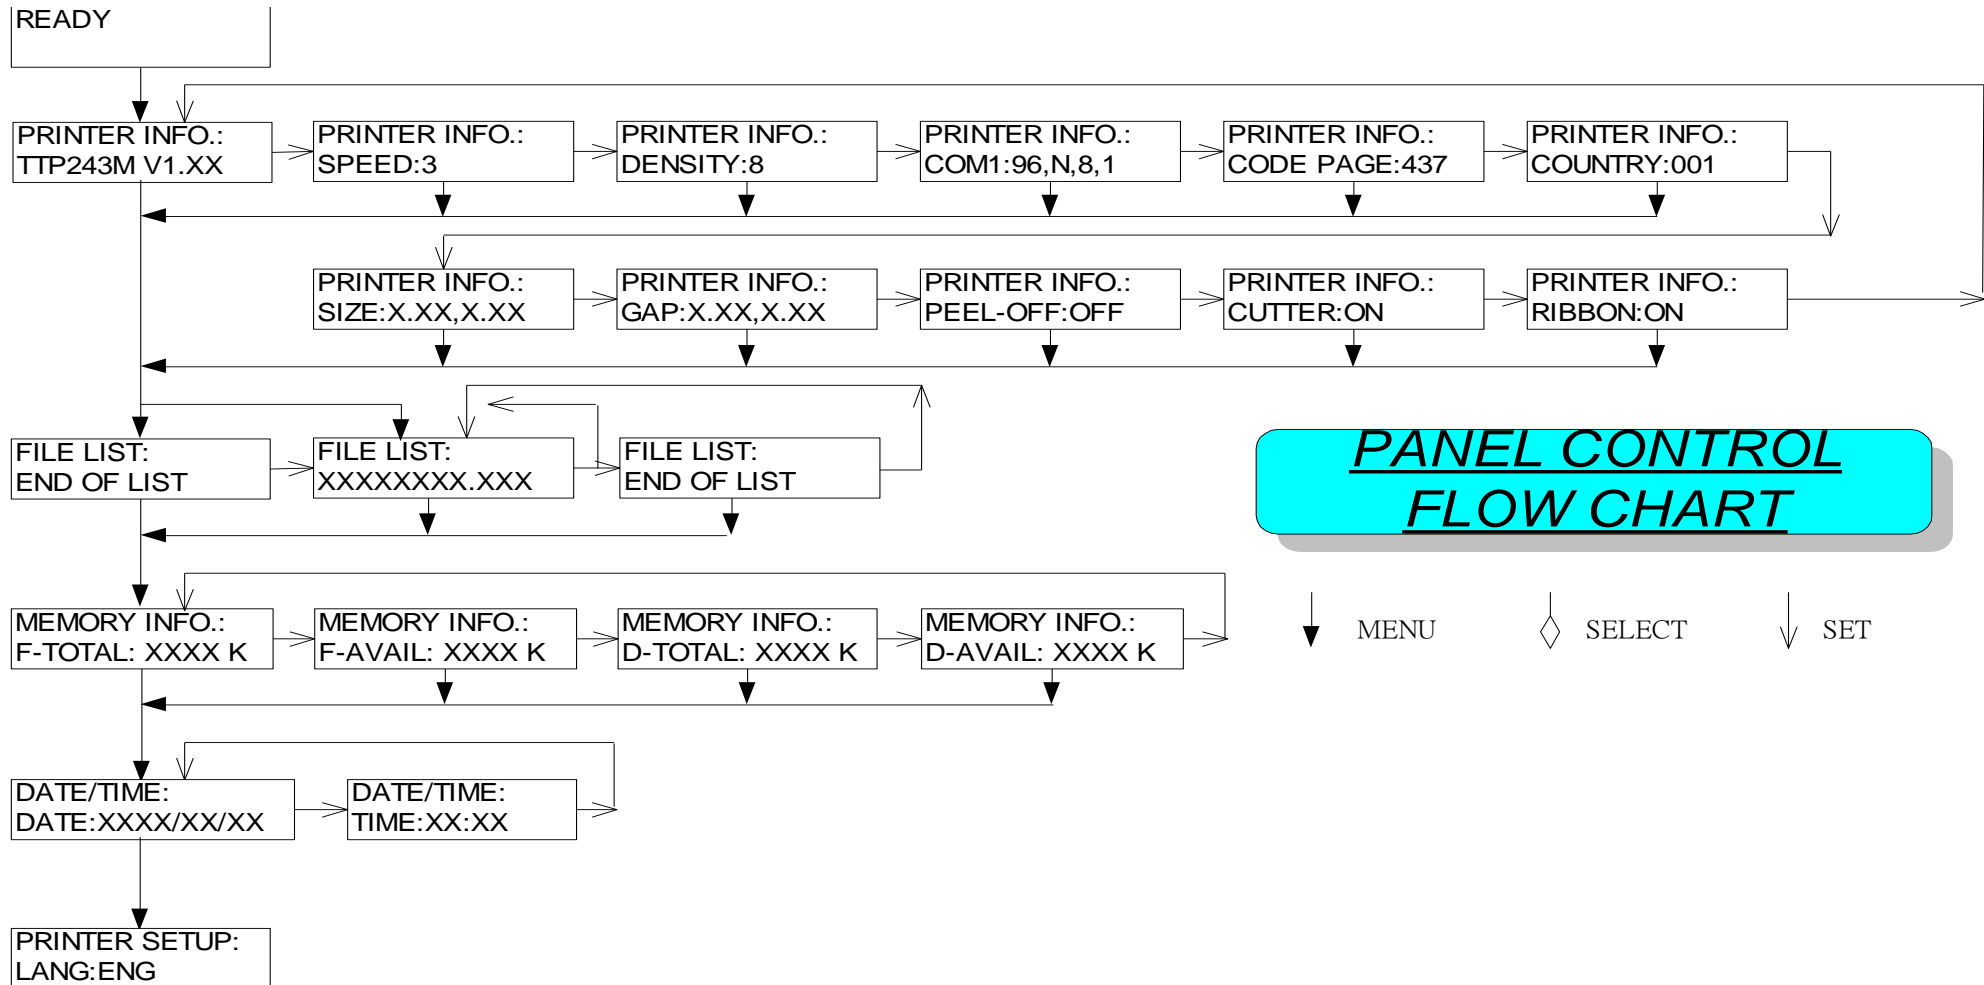 READY
PRINTER INFO.:
TTP243M V1.XX
PRINTER INFO.:
SPEED:3
PRINTER INFO.:
DENSITY:8
PRINTER INFO.:
COM1:96,N,8,1
PRINTER INFO.:
CODE PAGE:437
PRINTER INFO.:
COUNTRY:001
PRINTER INFO.:
SIZE:X.XX,X.XX
PRINTER INFO.:
GAP:X.XX,X.XX
PRINTER INFO.:
PEEL-OFF:OFF
PRINTER INFO.:
CUTTER:ON
PRINTER INFO.:
RIBBON:ON
FILE LIST:
END OF LIST
FILE LIST:
XXXXXXXX.XXX
FILE LIST:
END OF LIST
PANEL CONTROL
FLOW CHART
MENU
SELECT
SET
MEMORY INFO.:
F-TOTAL: XXXX K
MEMORY INFO.:
F-AVAIL: XXXX K
MEMORY INFO.:
D-TOTAL: XXXX K
MEMORY INFO.:
D-AVAIL: XXXX K
DATE/TIME:
DATE:XXXX/XX/XX
DATE/TIME:
TIME:XX:XX
PRINTER SETUP:
LANG:ENG